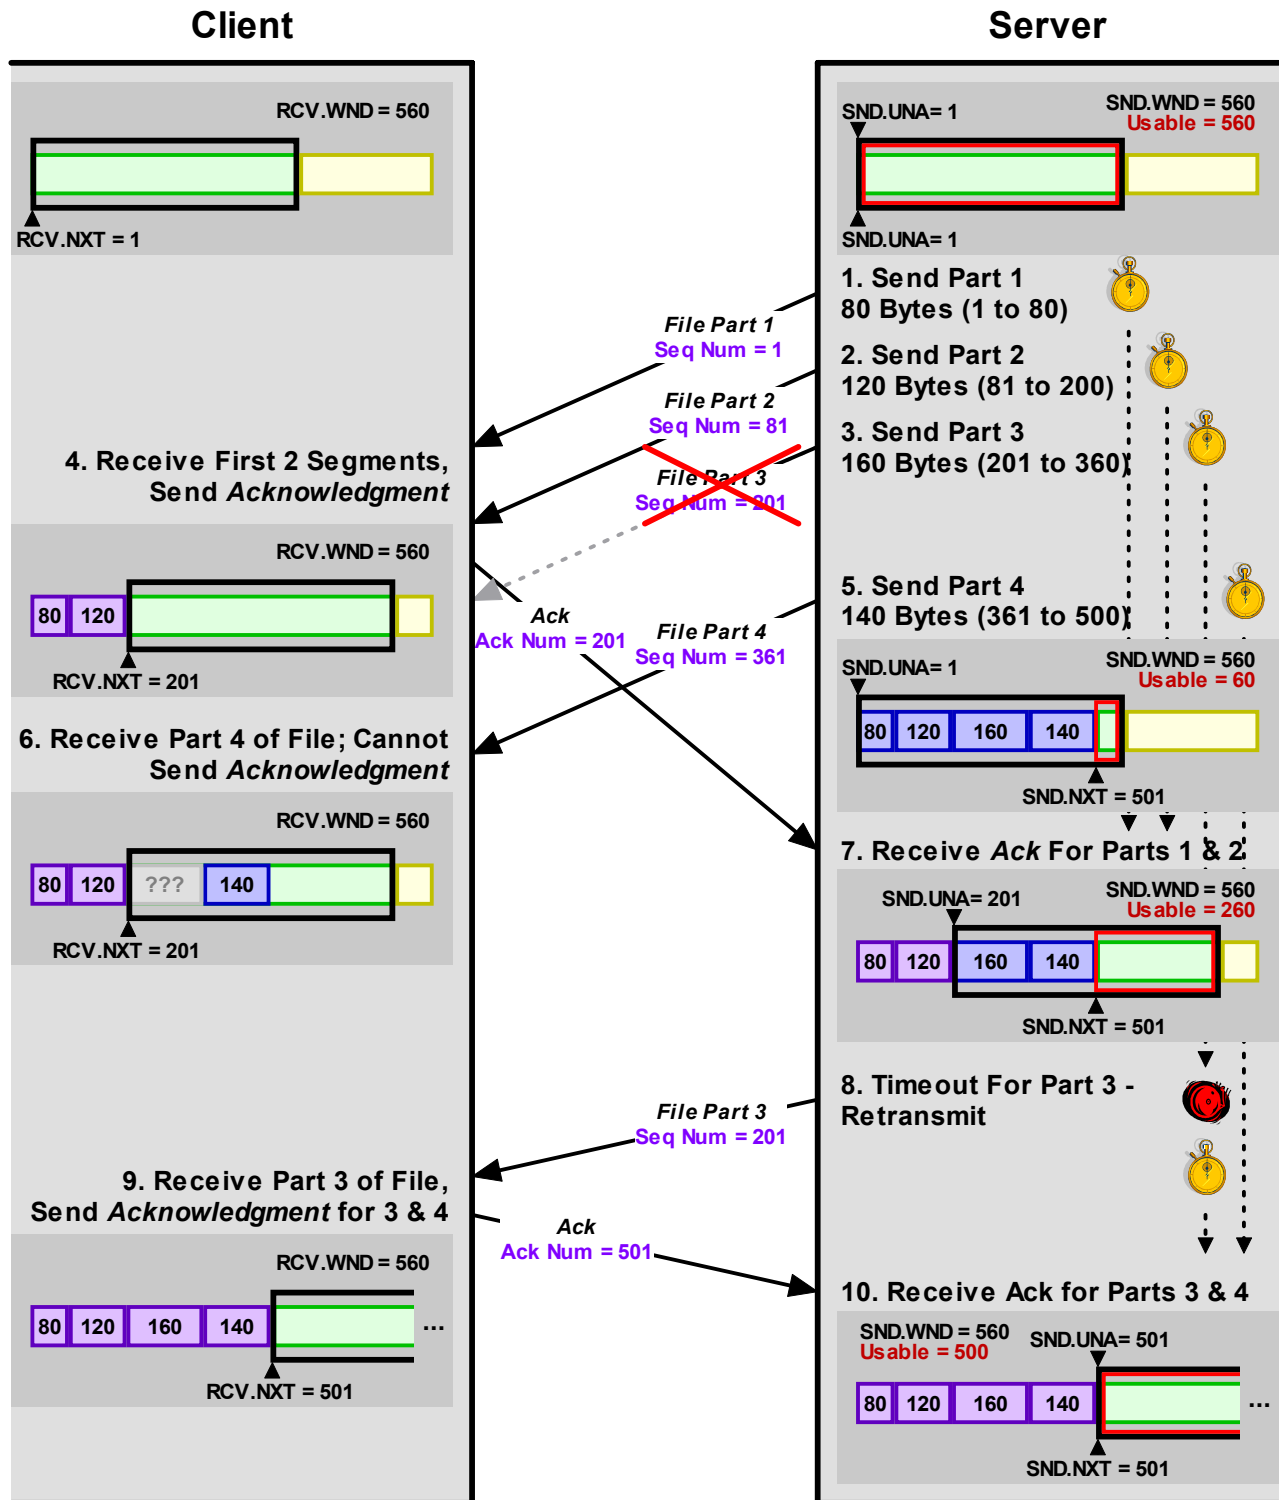 Client
Server
RCV.WND = 560
RCV.NXT = 1
SND.UNA= 1
SND.WND = 560
Usable = 560
SND.UNA= 1
1. Send Part 1
80 Bytes (1 to 80)
File Part 1
Seq Num = 1
2. Send Part 2
120 Bytes (81 to 200)
File Part 2
Seq Num = 81
3. Send Part 3
160 Bytes (201 to 360)
File Part 3
Seq Num = 201
4. Receive First 2 Segments,
Send Acknowledgment
RCV.WND = 560
80 120
RCV.NXT = 201
Ack
Ack Num = 201
5. Send Part 4
140 Bytes (361 to 500)
File Part 4
Seq Num = 361
SND.UNA= 1
SND.WND = 560
Usable = 60
80 120 160 140
SND.NXT = 501
6. Receive Part 4 of File; Cannot
Send Acknowledgment
RCV.WND = 560
80 120 ??? 140
RCV.NXT = 201
7. Receive Ack For Parts 1 & 2
SND.UNA= 201
SND.WND = 560
Usable = 260
80 120 160 140
SND.NXT = 501
8. Timeout For Part 3 -
Retransmit
File Part 3
Seq Num = 201
9. Receive Part 3 of File,
Send Acknowledgment for 3 & 4
RCV.WND = 560
80 120 160 140 ...
RCV.NXT = 501
Ack
Ack Num = 501
10. Receive Ack for Parts 3 & 4
SND.WND = 560
Usable = 500
SND.UNA= 501
80 120 160 140 ...
SND.NXT = 501